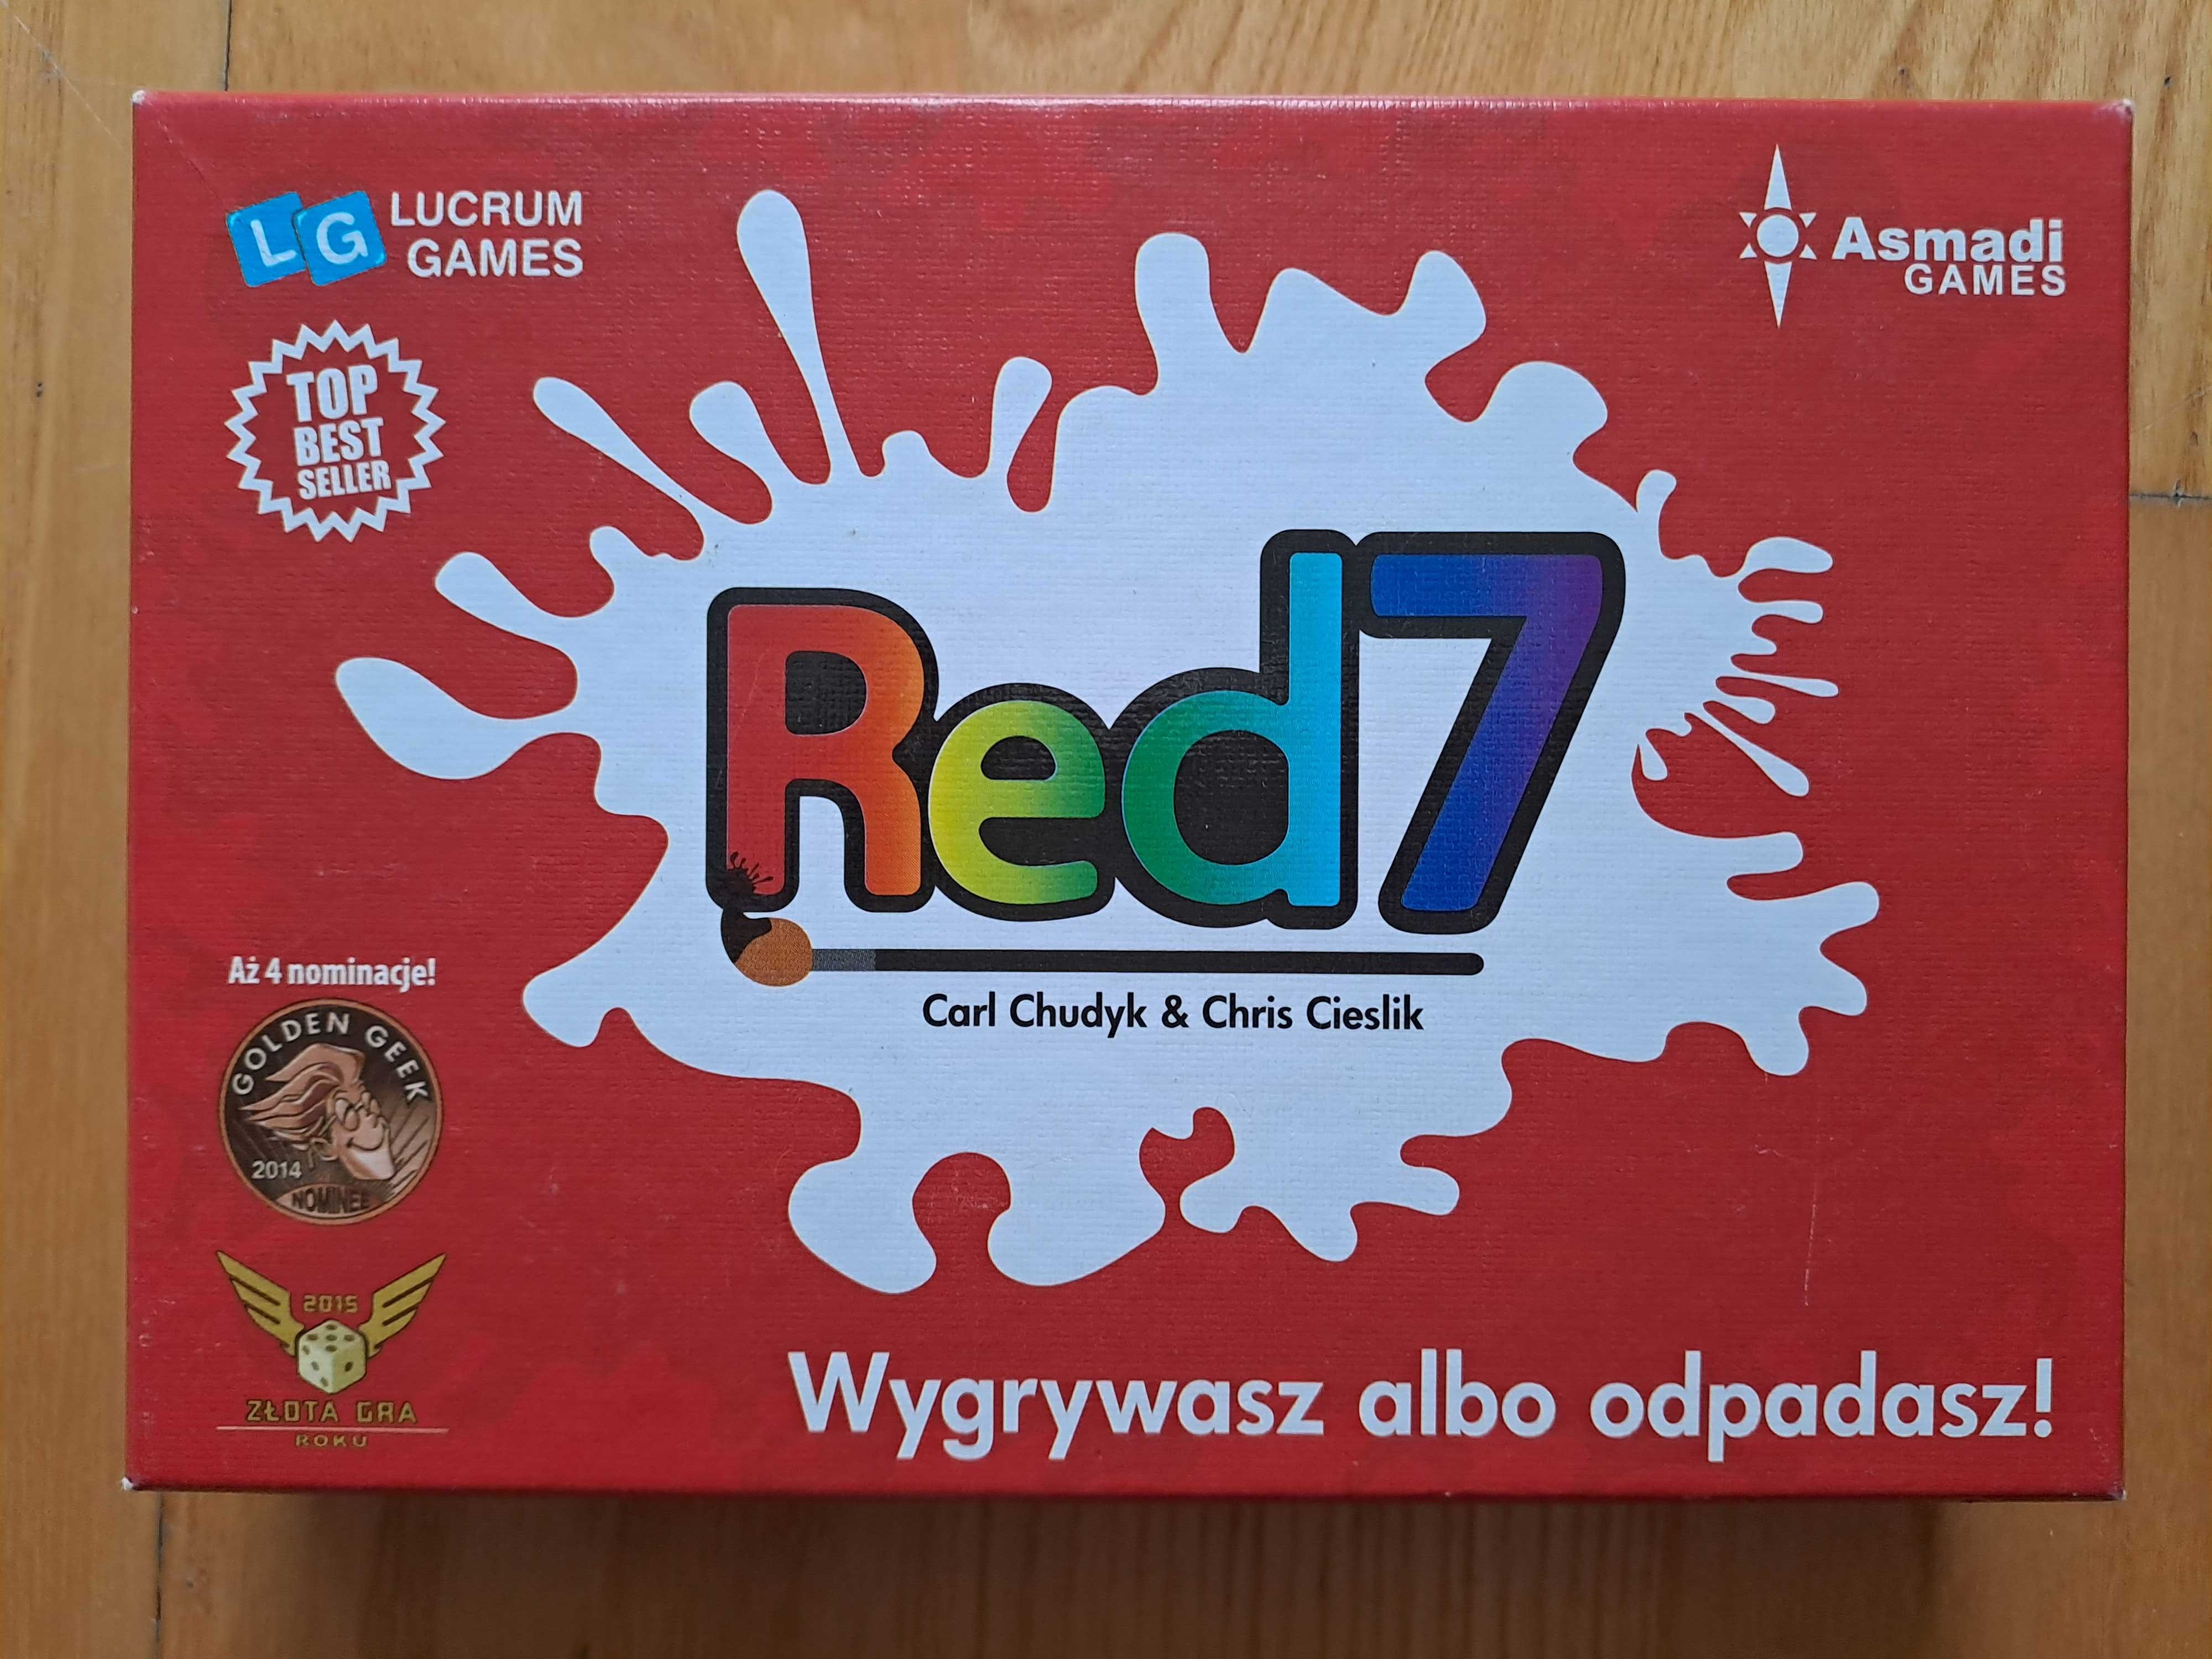 LG LUCRUM
GAMES
Asmadi
GAMES
TOP
BEST
SELLER
Red7
Carl Chudyk & Chris Cieslik
Aż 4 nominacje!
GOLDEN GEEK
2014
NOMINEE
2015
ZŁOTA GRA
ROKU
Wygrywasz albo odpadasz!